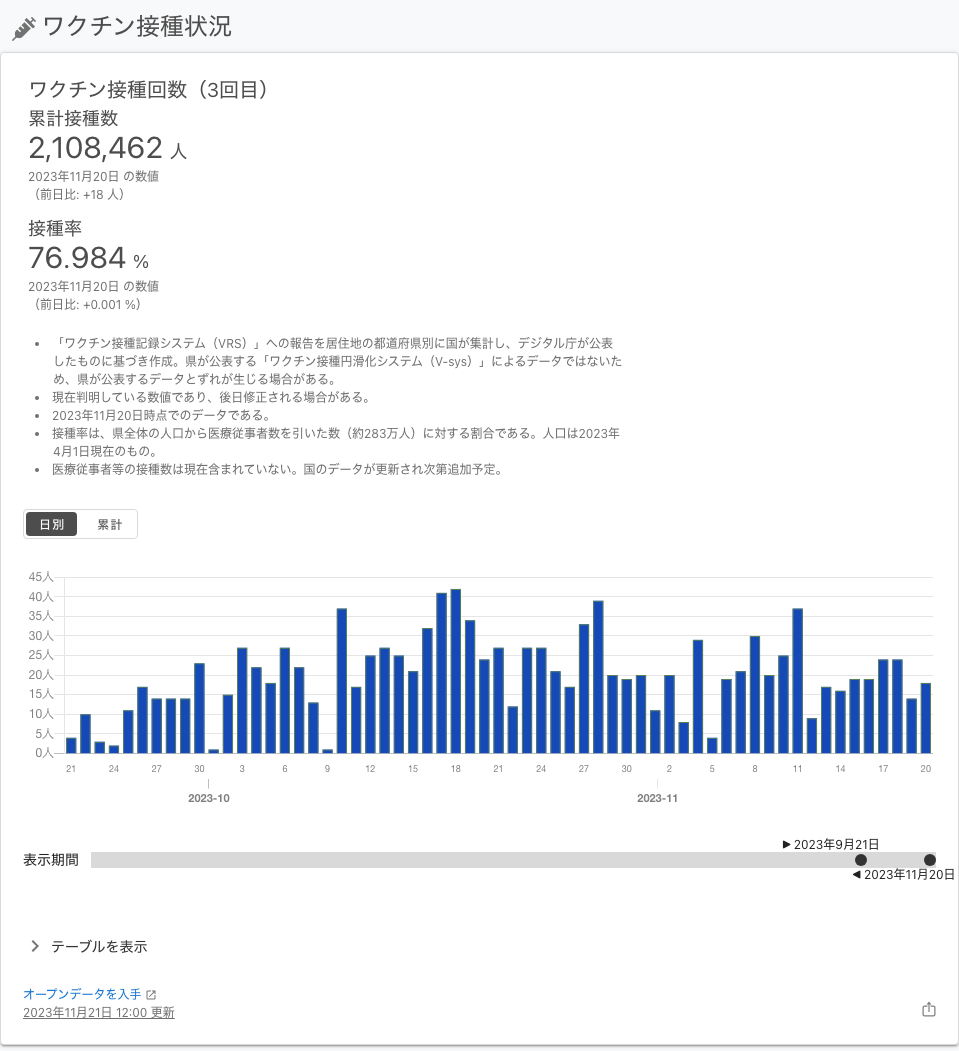 ワクチン接種状況
ワクチン接種回数（3回目）
累計接種数
2,108,462 人
2023年11月20日 の数値
（前日比: +18 人）
接種率
76.984 %
2023年11月20日 の数値
（前日比: +0.001 %）
• 「ワクチン接種記録システム（VRS）」への報告を居住地の都道府県別に国が集計し、デジタル庁が公表
したものに基づき作成。県が公表する「ワクチン接種円滑化システム（V-sys）」によるデータではないた
め、県が公表するデータとずれが生じる場合がある。
• 現在判明している数値であり、後日修正される場合がある。
• 2023年11月20日時点でのデータである。
• 接種率は、県全体の人口から医療従事者数を引いた数（約283万人）に対する割合である。人口は2023年
4月1日現在のもの。
• 医療従事者等の接種数は現在含まれていない。国のデータが更新され次第追加予定。
日別 累計
45人
40人
35人
30人
25人
20人
15人
10人
5人
0人
21 24 27 30 3 6 9 12 15 18 21 24 27 30 2 5 8 11 14 17 20
2023-10 2023-11
▶ 2023年9月21日
表示期間
◀ 2023年11月20日
テーブルを表示
オープンデータを入手
2023年11月21日 12:00 更新